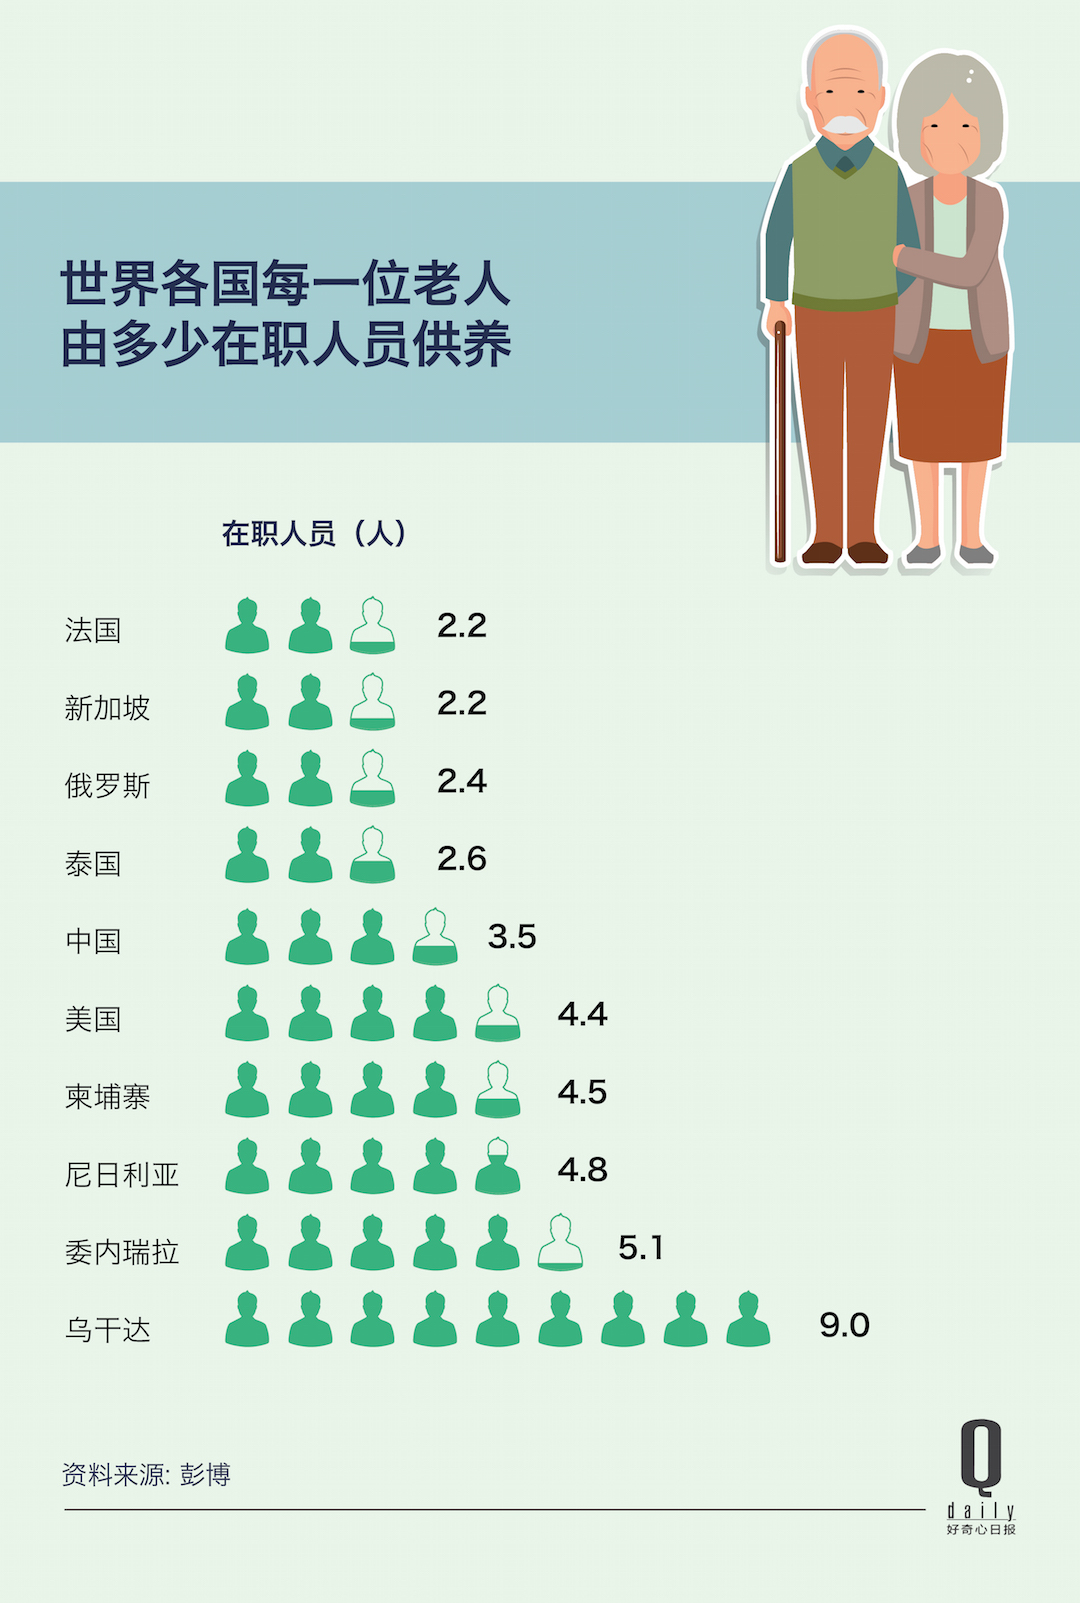 世界各国每一位老人
由多少在职人员供养
在职人员（人）
法国 2.2
新加坡 2.2
俄罗斯 2.4
泰国 2.6
中国 3.5
美国 4.4
柬埔寨 4.5
尼日利亚 4.8
委内瑞拉 5.1
乌干达 9.0
资料来源: 彭博
Q
daily
好奇心日报